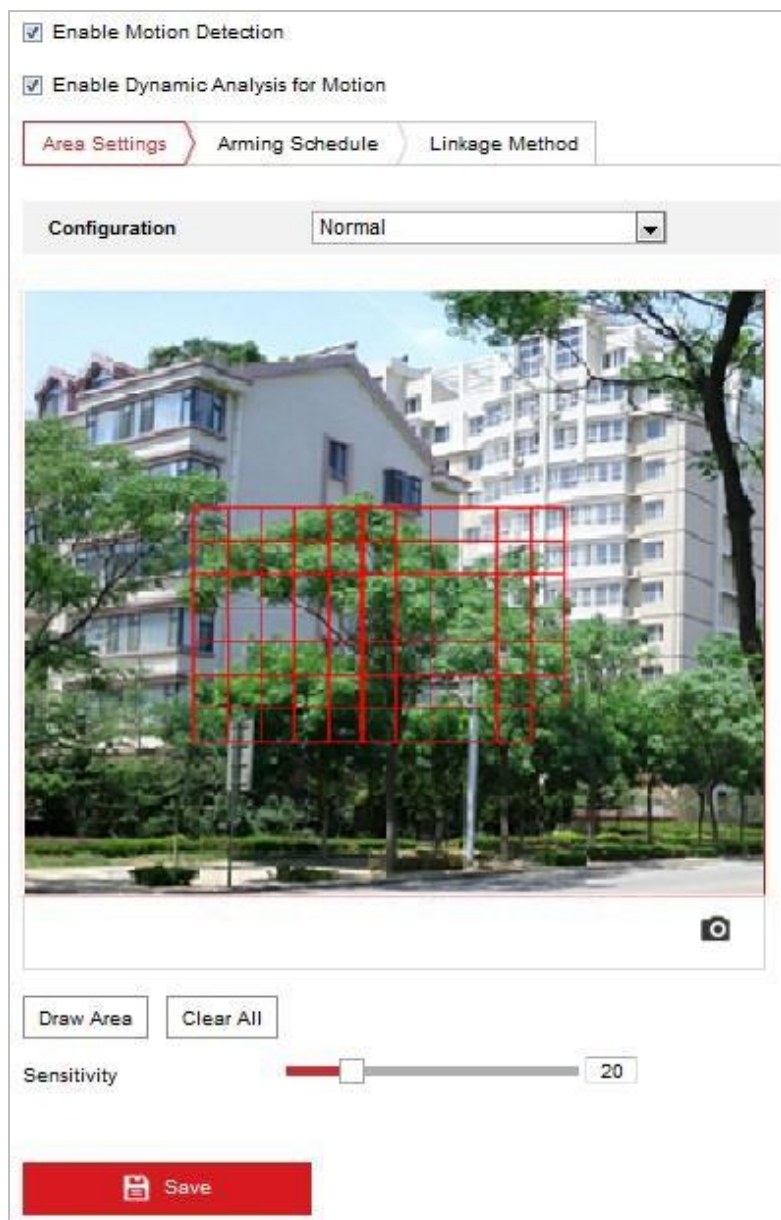 Enable Motion Detection
Enable Dynamic Analysis for Motion
Area Settings Arming Schedule Linkage Method
Configuration Normal
Draw Area Clear All
Sensitivity 20
Save